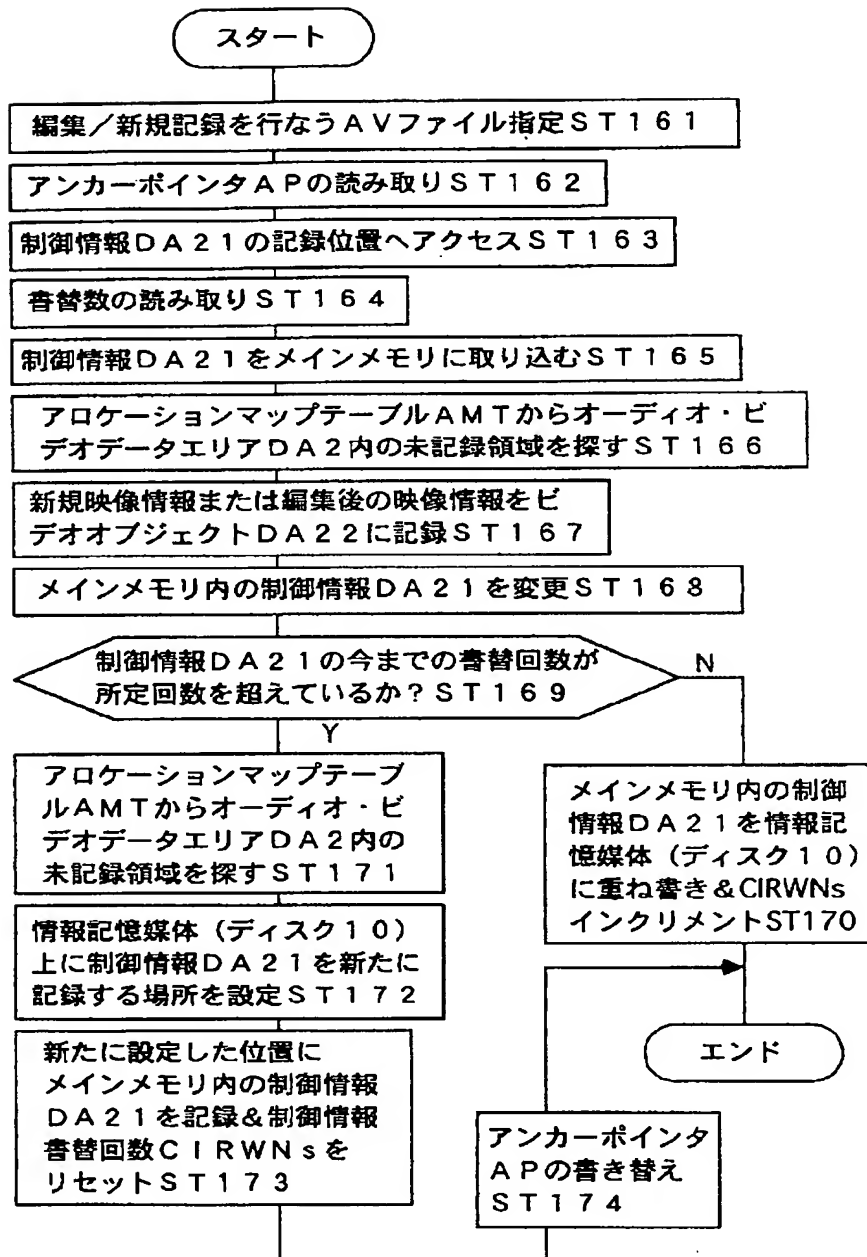 スタート
編集／新規記録を行なうＡＶファイル指定ＳＴ１６１
アンカーポインタＡＰの読み取りＳＴ１６２
制御情報ＤＡ２１の記録位置へアクセスＳＴ１６３
書替数の読み取りＳＴ１６４
制御情報ＤＡ２１をメインメモリに取り込むＳＴ１６５
アロケーションマップテーブルAMTからオーディオ・ビ
デオデータエリアＤＡ２内の未記録領域を探すＳＴ１６６
新規映像情報または編集後の映像情報をビ
デオオブジェクトＤＡ２２に記録ＳＴ１６７
メインメモリ内の制御情報ＤＡ２１を変更ＳＴ１６８
制御情報ＤＡ２１の今までの書替回数が
所定回数を超えているか？ＳＴ１６９
N
Y
アロケーションマップテーブ
ルAMTからオーディオ・ビ
デオデータエリアＤＡ２内の
未記録領域を探すＳＴ１７１
情報記憶媒体（ディスク１０）
上に制御情報ＤＡ２１を新たに
記録する場所を設定ＳＴ１７２
新たに設定した位置に
メインメモリ内の制御情報
ＤＡ２１を記録＆制御情報
書替回数ＣＩＲＷＮｓを
リセットＳＴ１７３
メインメモリ内の制御
情報ＤＡ２１を情報記
憶媒体（ディスク１０）
に重ね書き＆CIRWNs
インクリメントST170
エンド
アンカーポインタ
ＡＰの書き替え
ＳＴ１７４